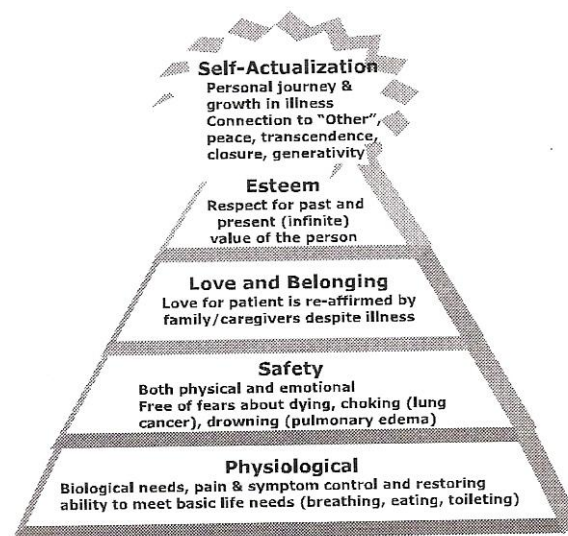 Self-Actualization
Personal journey &
growth in illness
Connection to "Other",
peace, transcendence,
closure, generativity
Esteem
Respect for past and
present (infinite)
value of the person
Love and Belonging
Love for patient is re-affirmed by
family/caregivers despite illness
Safety
Both physical and emotional
Free of fears about dying, choking (lung
cancer), drowning (pulmonary edema)
Physiological
Biological needs, pain & symptom control and restoring
ability to meet basic life needs (breathing, eating, toileting)